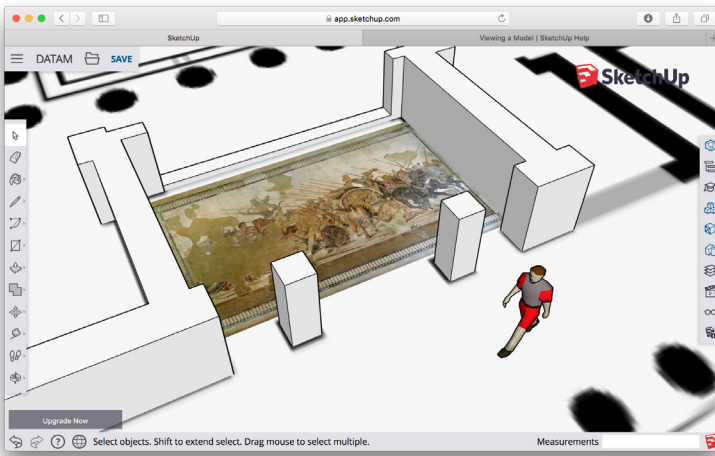 app.sketchup.com
SketchUp
Viewing a Model | SketchUp Help
DATAM
SAVE
SketchUp
Upgrade Now
Select objects. Shift to extend select. Drag mouse to select multiple.
Measurements